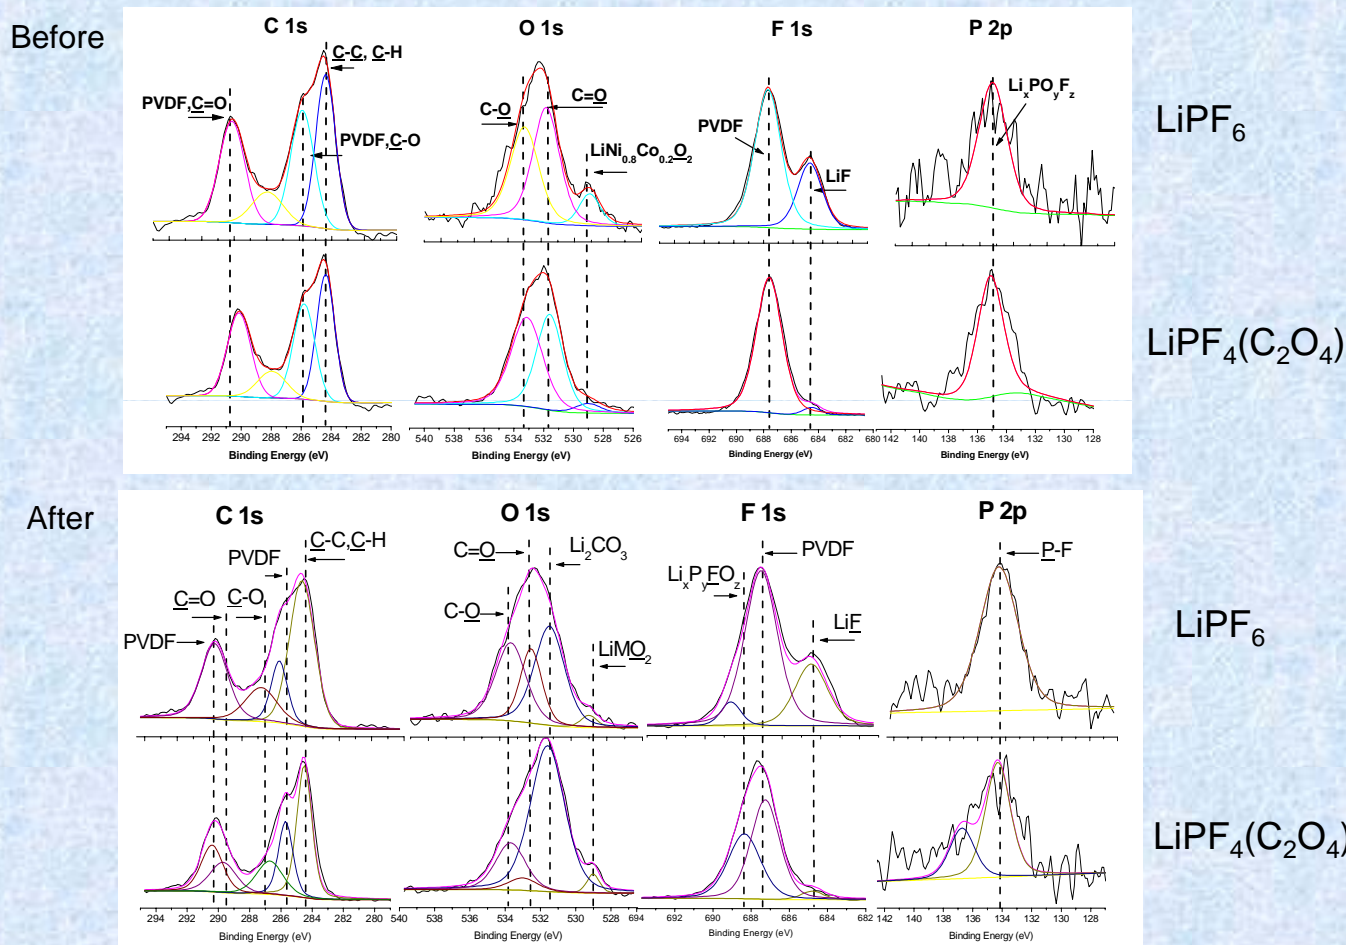 Before
C 1s
O 1s
F 1s
P 2p
C-C, C-H
PVDF,C=O
PVDF,C-O
C-O
C=O
LiNi0.8Co0.2O2
PVDF
LiF
LixPOyFz
LiPF6
LiPF4(C2O4)
294 292 290 288 286 284 282 280
Binding Energy (eV)
540 538 536 534 532 530 528 526
Binding Energy (eV)
694 692 690 688 686 684 682 680
Binding Energy (eV)
142 140 138 136 134 132 130 128
Binding Energy (eV)
After
C 1s
O 1s
F 1s
P 2p
C-C,C-H
PVDF
C=O
C-O
PVDF
C=O
Li2CO3
C-O
LiMO2
PVDF
LixPyFOz
LiF
P-F
LiPF6
LiPF4(C2O4)
294 292 290 288 286 284 282 280
Binding Energy (eV)
540 538 536 534 532 530 528
Binding Energy (eV)
694 692 690 688 686 684 682
Binding Energy (eV)
142 140 138 136 134 132 130 128
Binding Energy (eV)